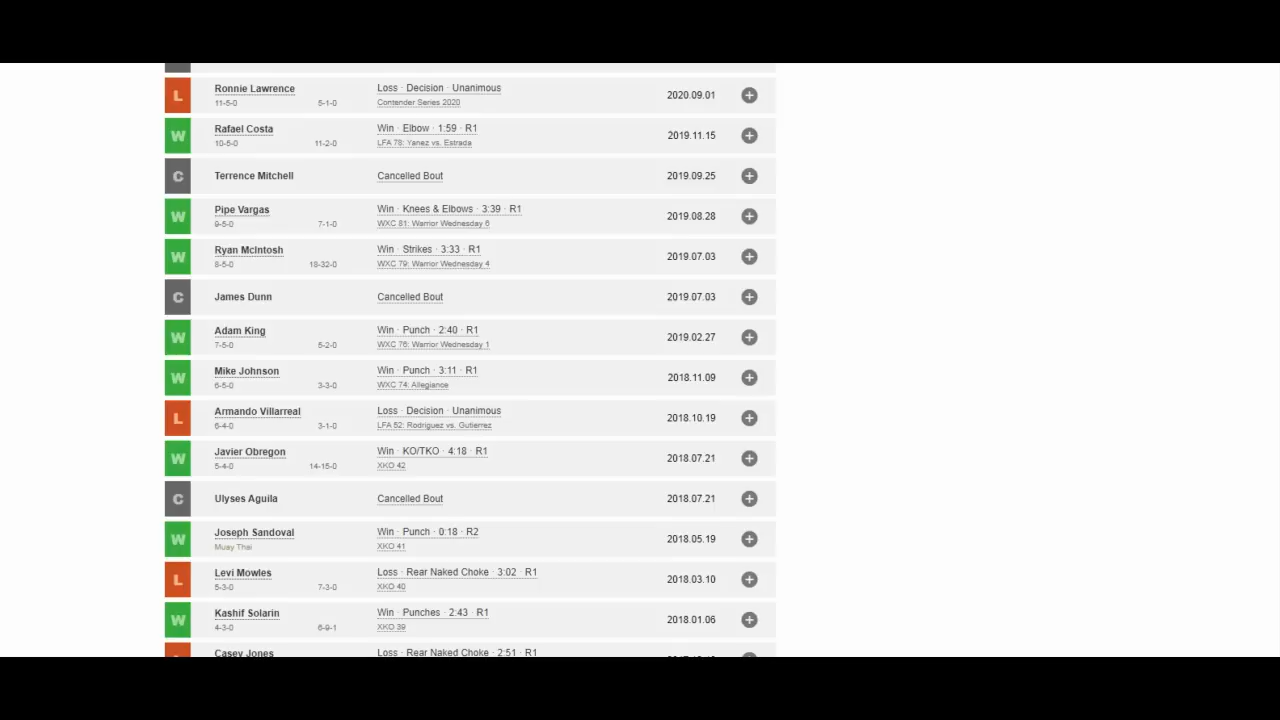 L
Ronnie Lawrence
Loss · Decision · Unanimous
11-5-0
5-1-0
Contender Series 2020
2020.09.01
W
Rafael Costa
Win · Elbow · 1:59 · R1
10-5-0
11-2-0
LFA 78: Yanez vs. Estrada
2019.11.15
C
Terrence Mitchell
Cancelled Bout
2019.09.25
W
Pipe Vargas
Win · Knees & Elbows · 3:39 · R1
9-5-0
7-1-0
WXC 81: Warrior Wednesday 6
2019.08.28
W
Ryan McIntosh
Win · Strikes · 3:33 · R1
8-5-0
18-32-0
WXC 79: Warrior Wednesday 4
2019.07.03
C
James Dunn
Cancelled Bout
2019.07.03
W
Adam King
Win · Punch · 2:40 · R1
7-5-0
5-2-0
WXC 76: Warrior Wednesday 1
2019.02.27
W
Mike Johnson
Win · Punch · 3:11 · R1
6-5-0
3-3-0
WXC 74: Allegiance
2018.11.09
L
Armando Villarreal
Loss · Decision · Unanimous
6-4-0
3-1-0
LFA 52: Rodriguez vs. Gutierrez
2018.10.19
W
Javier Obregon
Win · KO/TKO · 4:18 · R1
5-4-0
14-15-0
XKO 42
2018.07.21
C
Ulyses Aguila
Cancelled Bout
2018.07.21
W
Joseph Sandoval
Win · Punch · 0:18 · R2
Muay Thai
XKO 41
2018.05.19
L
Levi Mowles
Loss · Rear Naked Choke · 3:02 · R1
5-3-0
7-3-0
XKO 40
2018.03.10
W
Kashif Solarin
Win · Punches · 2:43 · R1
4-3-0
6-9-1
XKO 39
2018.01.06
Casey Jones
Loss · Rear Naked Choke · 2:51 · R1